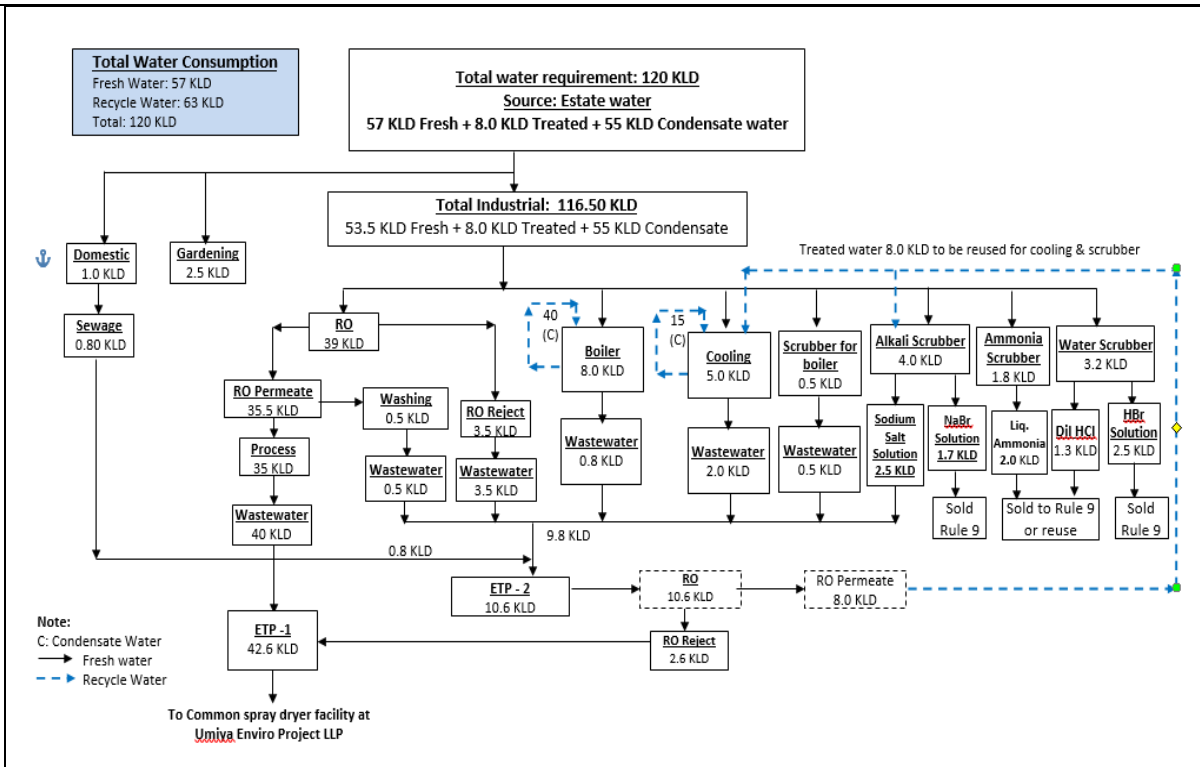 Total Water Consumption
Fresh Water: 57 KLD
Recycle Water: 63 KLD
Total: 120 KLD
Total water requirement: 120 KLD
Source: Estate water
57 KLD Fresh + 8.0 KLD Treated + 55 KLD Condensate water
Total Industrial:  116.50 KLD
53.5 KLD Fresh + 8.0 KLD Treated + 55 KLD Condensate
Domestic
1.0 KLD
Gardening
2.5 KLD
Treated water 8.0 KLD to be reused for cooling & scrubber
Sewage
0.80 KLD
RO
39 KLD
40
(C)
Boiler
8.0 KLD
15
(C)
Cooling
5.0 KLD
Scrubber for
boiler
0.5 KLD
Alkali Scrubber
4.0 KLD
Ammonia
Scrubber
1.8 KLD
Water Scrubber
3.2 KLD
RO Permeate
35.5 KLD
Washing
0.5 KLD
RO Reject
3.5 KLD
Process
35 KLD
Wastewater
0.5 KLD
Wastewater
3.5 KLD
Wastewater
0.8 KLD
Wastewater
2.0 KLD
Wastewater
0.5 KLD
Sodium
Salt
Solution
2.5 KLD
NaBr
Solution
1.7 KLD
Liq.
Ammonia
2.0 KLD
Dil HCl
1.3 KLD
HBr
Solution
2.5 KLD
Wastewater
40 KLD
Sold
Rule 9
Sold to Rule 9
or reuse
Sold
Rule 9
9.8 KLD
0.8 KLD
ETP - 2
10.6 KLD
RO
10.6 KLD
RO Permeate
8.0 KLD
ETP -1
42.6 KLD
RO Reject
2.6 KLD
Note:
C: Condensate Water
Fresh water
Recycle Water
To Common spray dryer facility at
Umiya Enviro Project LLP